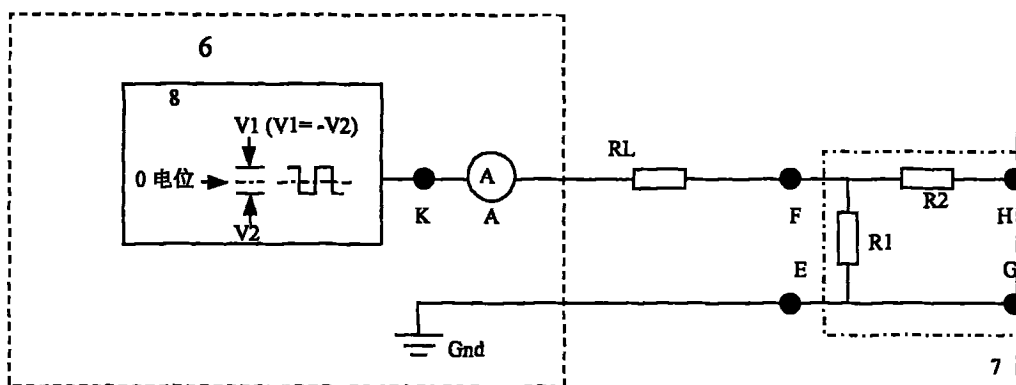 6
8
V1 (V1= -V2)
0 电位
V2
K
A
A
RL
F
R2
H
R1
E
G
Gnd
7